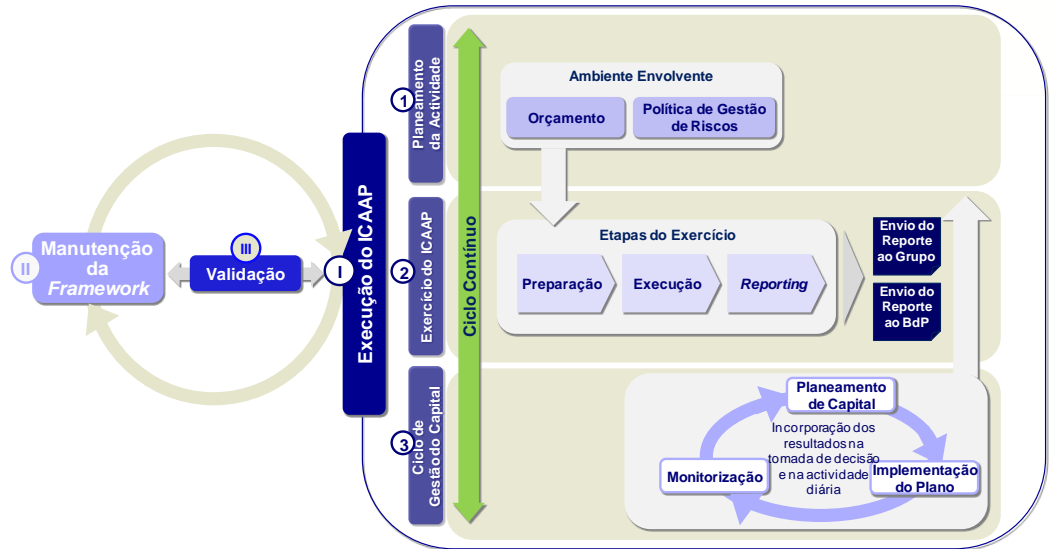 II
Manutenção
da
Framework
III
Validação
I
Execução do ICAAP
1
Planeamento
da Actividade
2
Exercício do ICAAP
3
Ciclo de
Gestãodo Capital
Ciclo Contínuo
Ambiente Envolvente
Orçamento
Política de Gestão
de Riscos
Etapas do Exercício
Preparação
Execução
Reporting
Envio do
Reporte
ao Grupo
Envio do
Reporte
ao BdP
Planeamento
de Capital
Incorporação dos
resultados na
tomada de decisão
e na actividade
diária
Monitorização
Implementação
do Plano